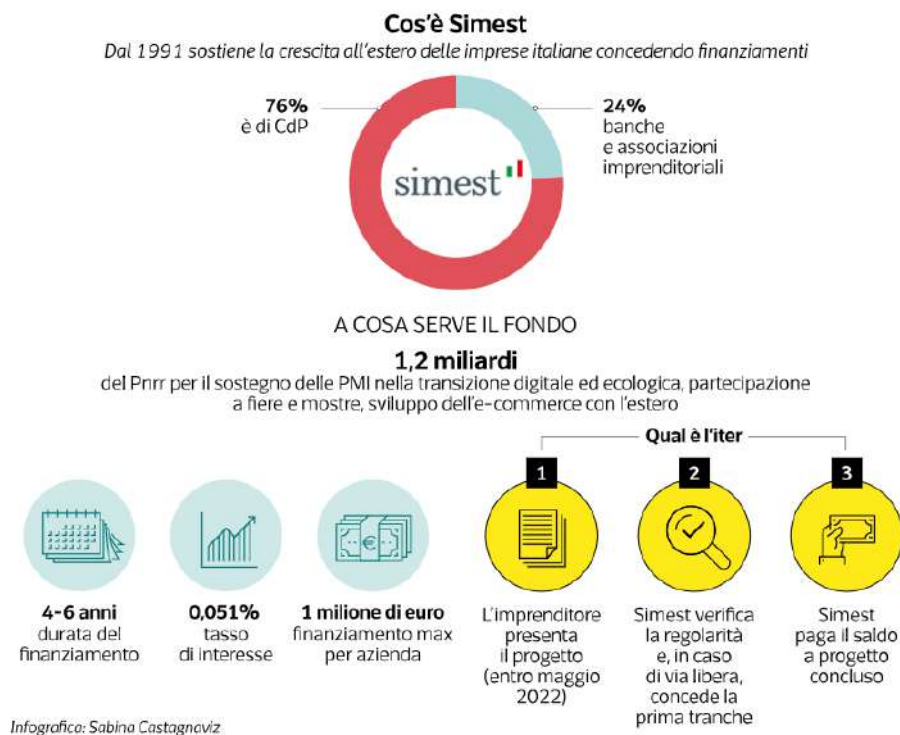 Cos'è Simest
Dal 1991 sostiene la crescita all'estero delle imprese italiane concedendo finanziamenti
76%
è di CdP
24%
banche
e associazioni
imprenditoriali
simest
A COSA SERVE IL FONDO
1,2 miliardi
del Pnrr per il sostegno delle PMI nella transizione digitale ed ecologica, partecipazione
a fiere e mostre, sviluppo dell'e-commerce con l'estero
4-6 anni
durata del
finanziamento
0,051%
tasso
di interesse
1 milione di euro
finanziamento max
per azienda
Qual è l'iter
1
L'imprenditore
presenta
il progetto
(entro maggio
2022)
2
Simest verifica
la regolarità
e, in caso
di via libera,
concede la
prima tranche
3
Simest
paga il saldo
a progetto
concluso
Infografica: Sabina Castagnaviz